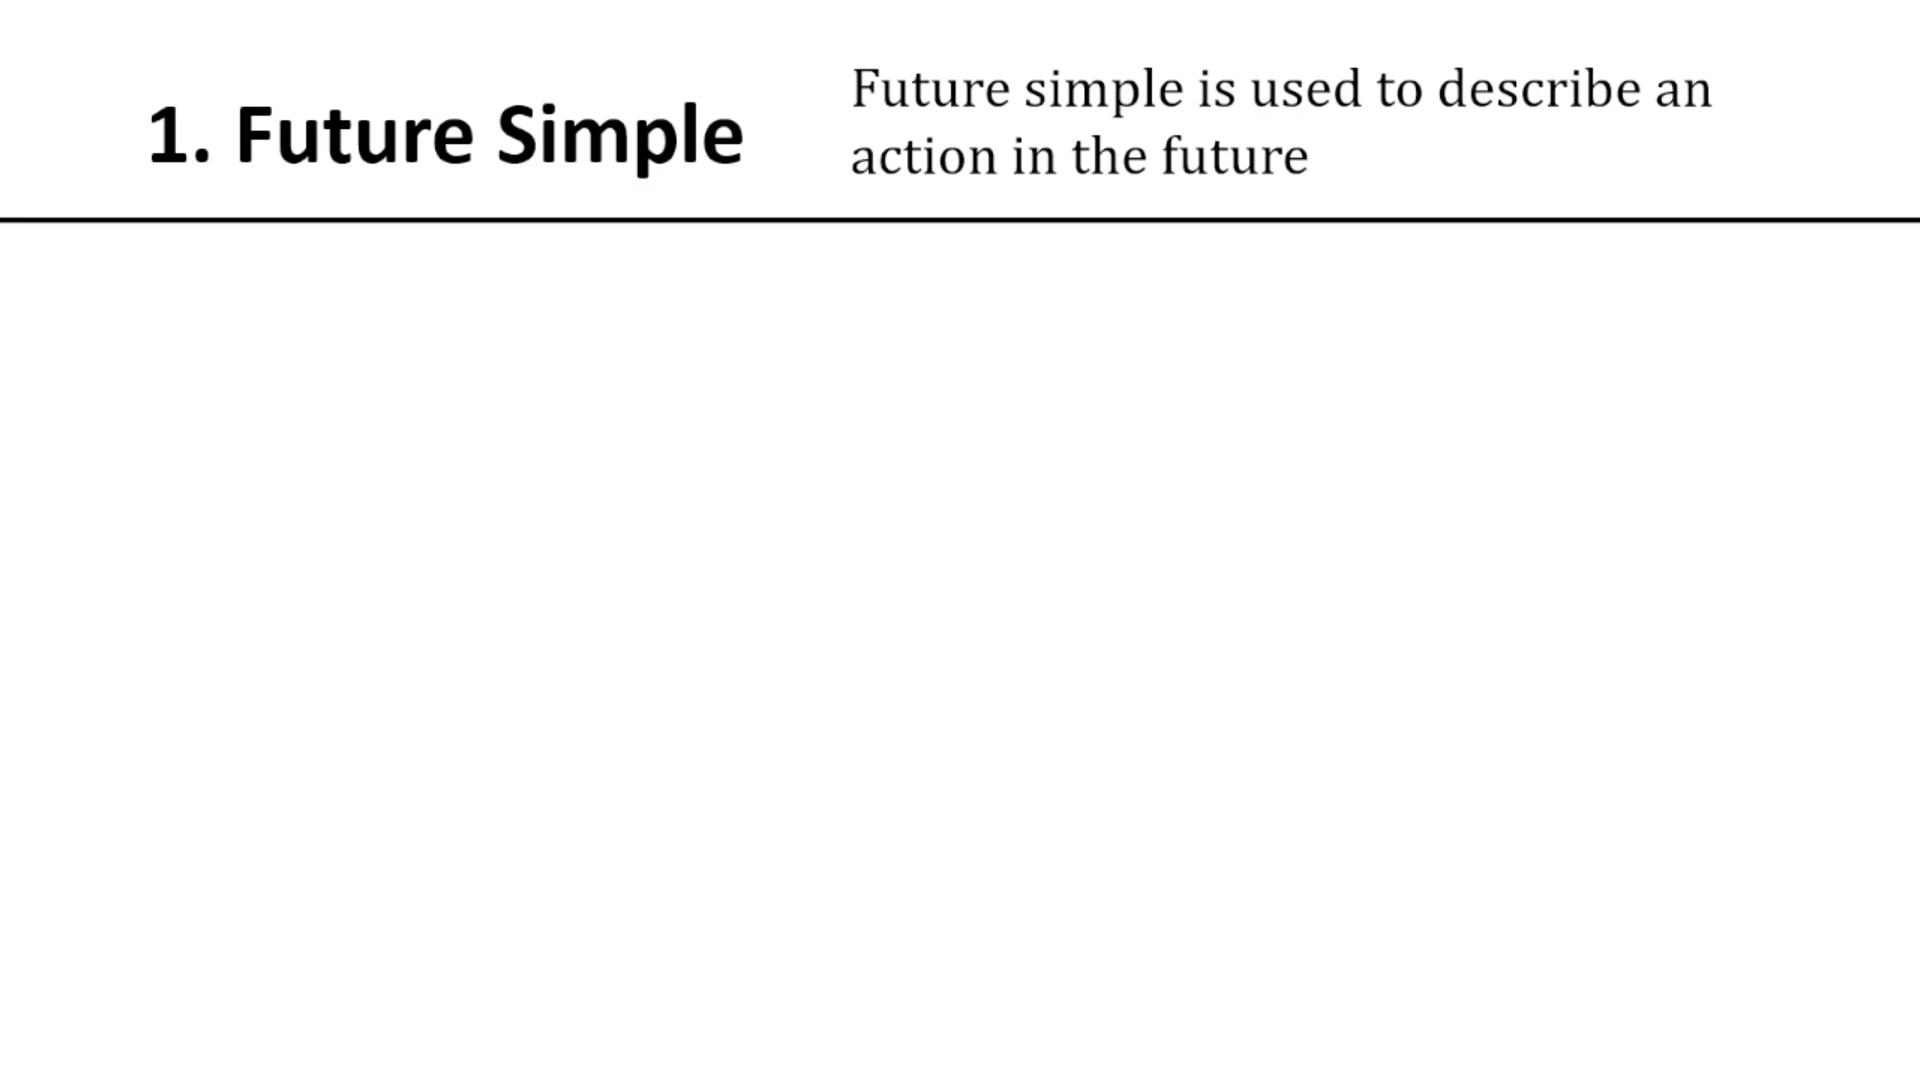 1. Future Simple
Future simple is used to describe an
action in the future